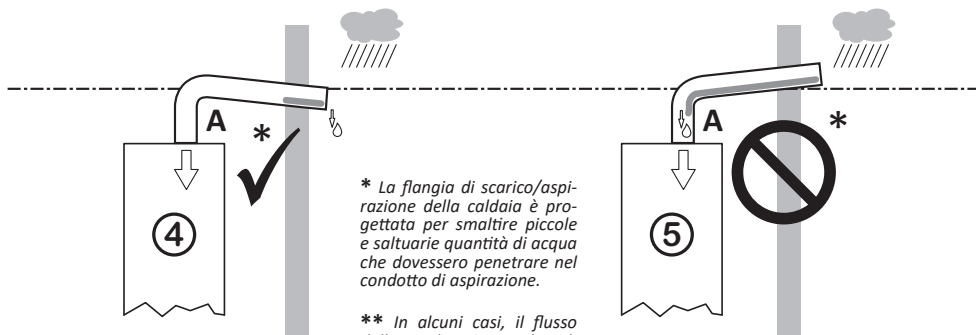 A
*
4
* La flangia di scarico/aspi-
razione della caldaia è pro-
gettata per smaltire piccole
e saltuarie quantità di acqua
che dovessero penetrare nel
condotto di aspirazione.
** In alcuni casi, il flusso
A
*
5